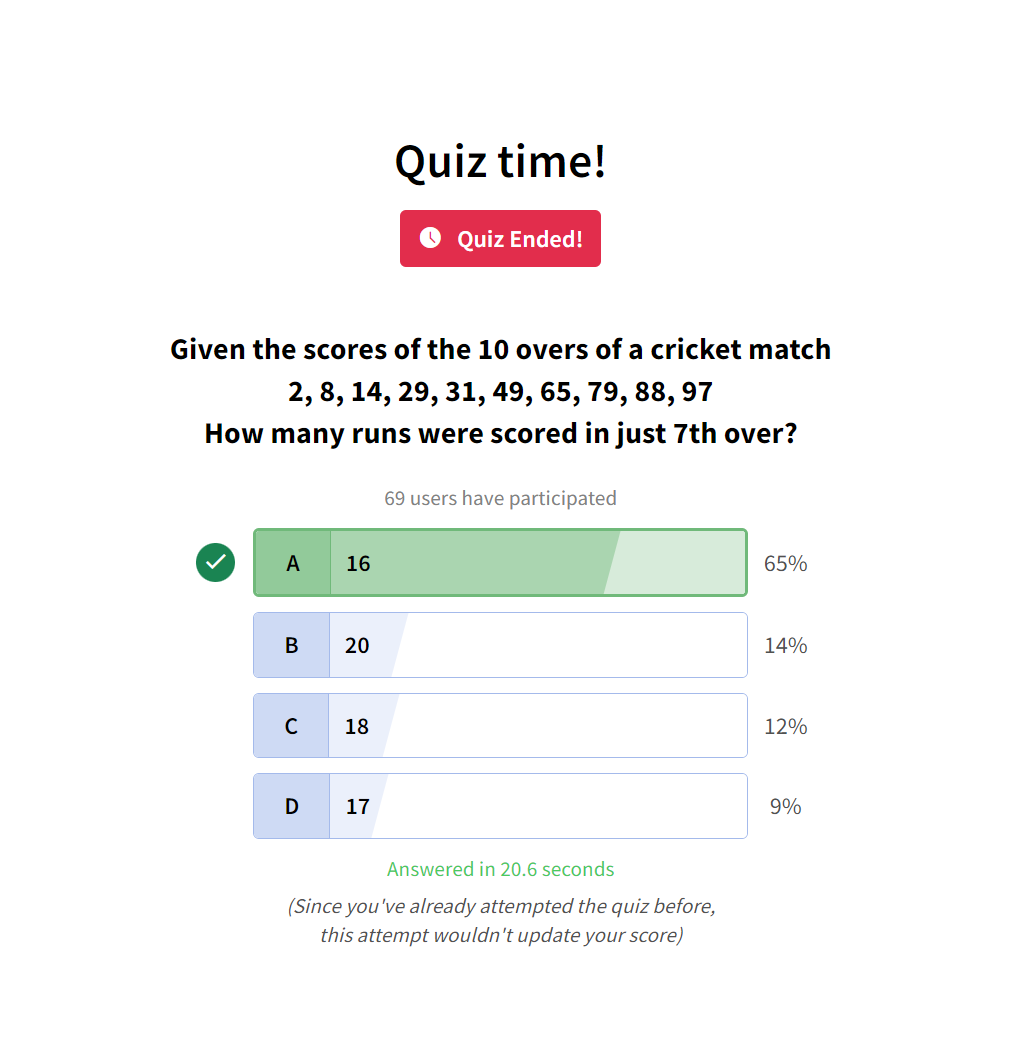 Quiz time!
Quiz Ended!
Given the scores of the 10 overs of a cricket match
2, 8, 14, 29, 31, 49, 65, 79, 88, 97
How many runs were scored in just 7th over?
69 users have participated
A 16 65%
B 20 14%
C 18 12%
D 17 9%
Answered in 20.6 seconds
(Since you've already attempted the quiz before,
this attempt wouldn't update your score)